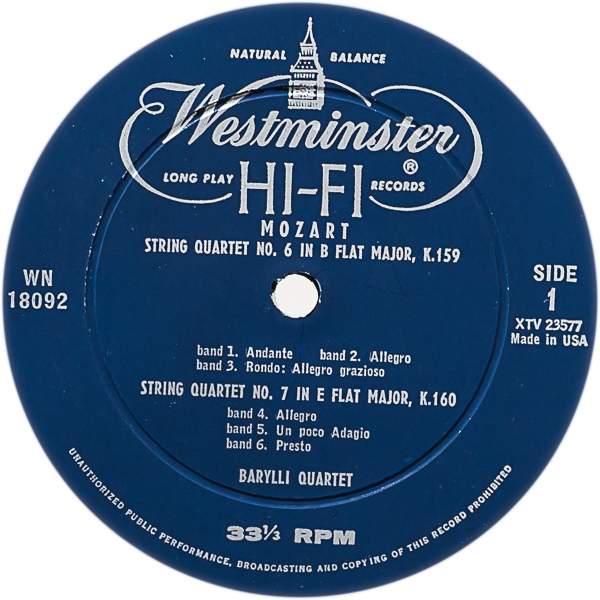 NATURAL BALANCE
Westminster
LONG PLAY HI-FI RECORDS ®
MOZART
STRING QUARTET NO. 6 IN B FLAT MAJOR, K.159
WN
18092
SIDE
1
XTV 23577
Made in USA
band 1. Andante band 2. Allegro
band 3. Rondo: Allegro grazioso
STRING QUARTET NO. 7 IN E FLAT MAJOR, K.160
band 4. Allegro
band 5. Un poco Adagio
band 6. Presto
BARYLLI QUARTET
33⅓ RPM
UNAUTHORIZED PUBLIC PERFORMANCE, BROADCASTING AND COPYING OF THIS RECORD PROHIBITED